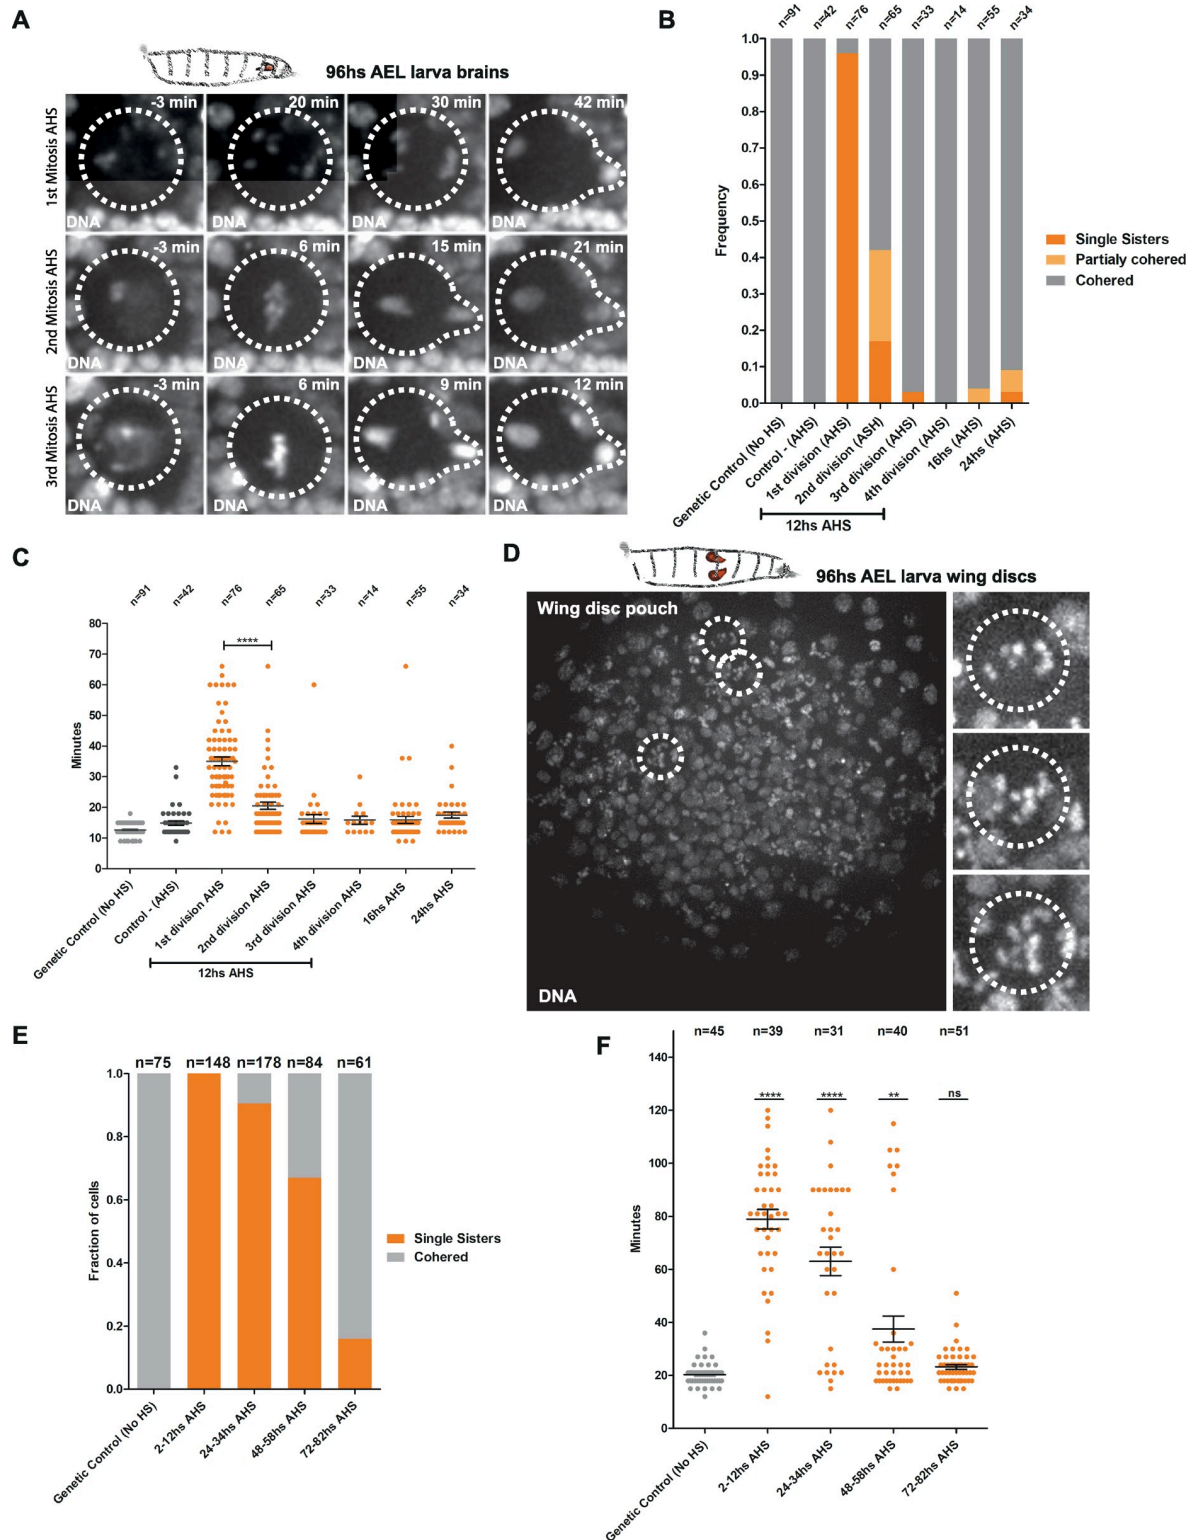 A
96hs AEL larva brains
1st Mitosis AHS
-3 min
20 min
30 min
42 min
DNA
DNA
DNA
DNA
2nd Mitosis AHS
-3 min
6 min
15 min
21 min
DNA
DNA
DNA
DNA
3rd Mitosis AHS
-3 min
6 min
9 min
12 min
DNA
DNA
DNA
DNA
B
n=91
n=42
n=76
n=65
n=33
n=14
n=55
n=34
Frequency
1.0
0.9
0.8
0.7
0.6
0.5
0.4
0.3
0.2
0.1
0.0
Single Sisters
Partialy cohered
Cohered
Genetic Control (No HS)
Control - (AHS)
1st division (AHS)
2nd division (ASH)
3rd division (AHS)
4th division (AHS)
16hs (AHS)
24hs (AHS)
12hs AHS
C
n=91
n=42
n=76
n=65
n=33
n=14
n=55
n=34
****
Minutes
80
70
60
50
40
30
20
10
0
Genetic Control (No HS)
Control - (AHS)
1st division AHS
2nd division AHS
3rd division AHS
4th division AHS
16hs AHS
24hs AHS
12hs AHS
D
96hs AEL larva wing discs
Wing disc pouch
DNA
E
n=75
n=148
n=178
n=84
n=61
Fraction of cells
1.0
0.8
0.6
0.4
0.2
0.0
Single Sisters
Cohered
Genetic Control (No HS)
2-12hs AHS
24-34hs AHS
48-58hs AHS
72-82hs AHS
F
n=45
n=39
n=31
n=40
n=51
****
****
**
ns
Minutes
140
120
100
80
60
40
20
0
Genetic Control (No HS)
2-12hs AHS
24-34hs AHS
48-58hs AHS
72-82hs AHS